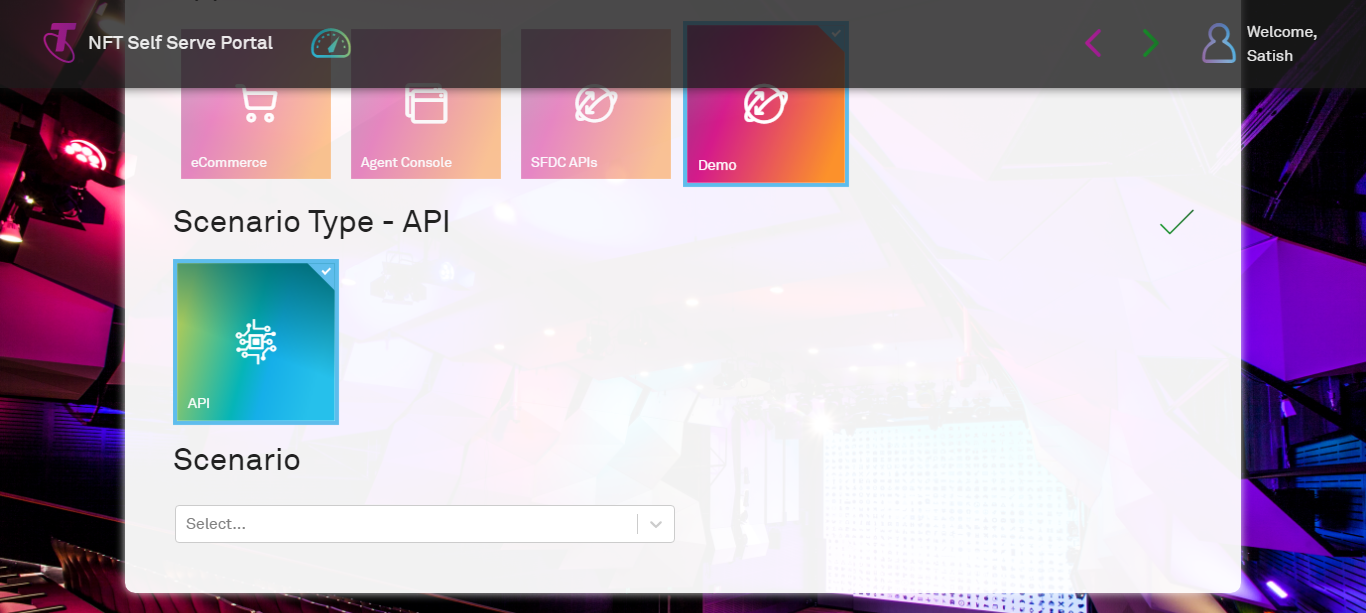 NFT Self Serve Portal
Welcome,
Satish
eCommerce
Agent Console
SFDC APIs
Demo
Scenario Type - API
API
Scenario
Select...